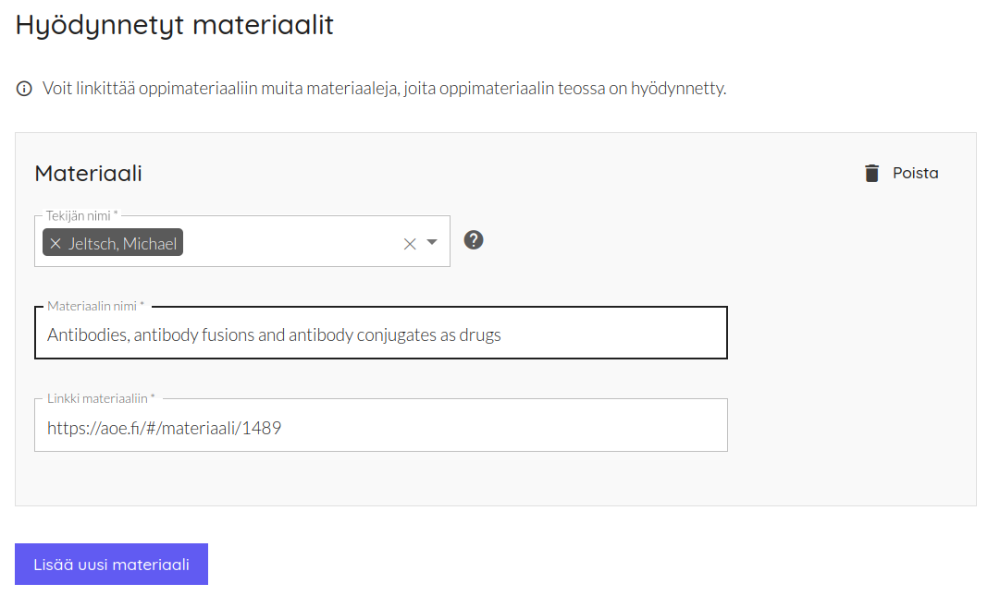 Hyödynnetyt materiaalit
Voit linkittää oppimateriaaliin muita materiaaleja, joita oppimateriaalin teossa on hyödynnetty.
Materiaali
Poista
Tekijän nimi *
Jeltsch, Michael
Materiaalin nimi *
Antibodies, antibody fusions and antibody conjugates as drugs
Linkki materiaaliin *
https://aoe.fi/#/materiaali/1489
Lisää uusi materiaali